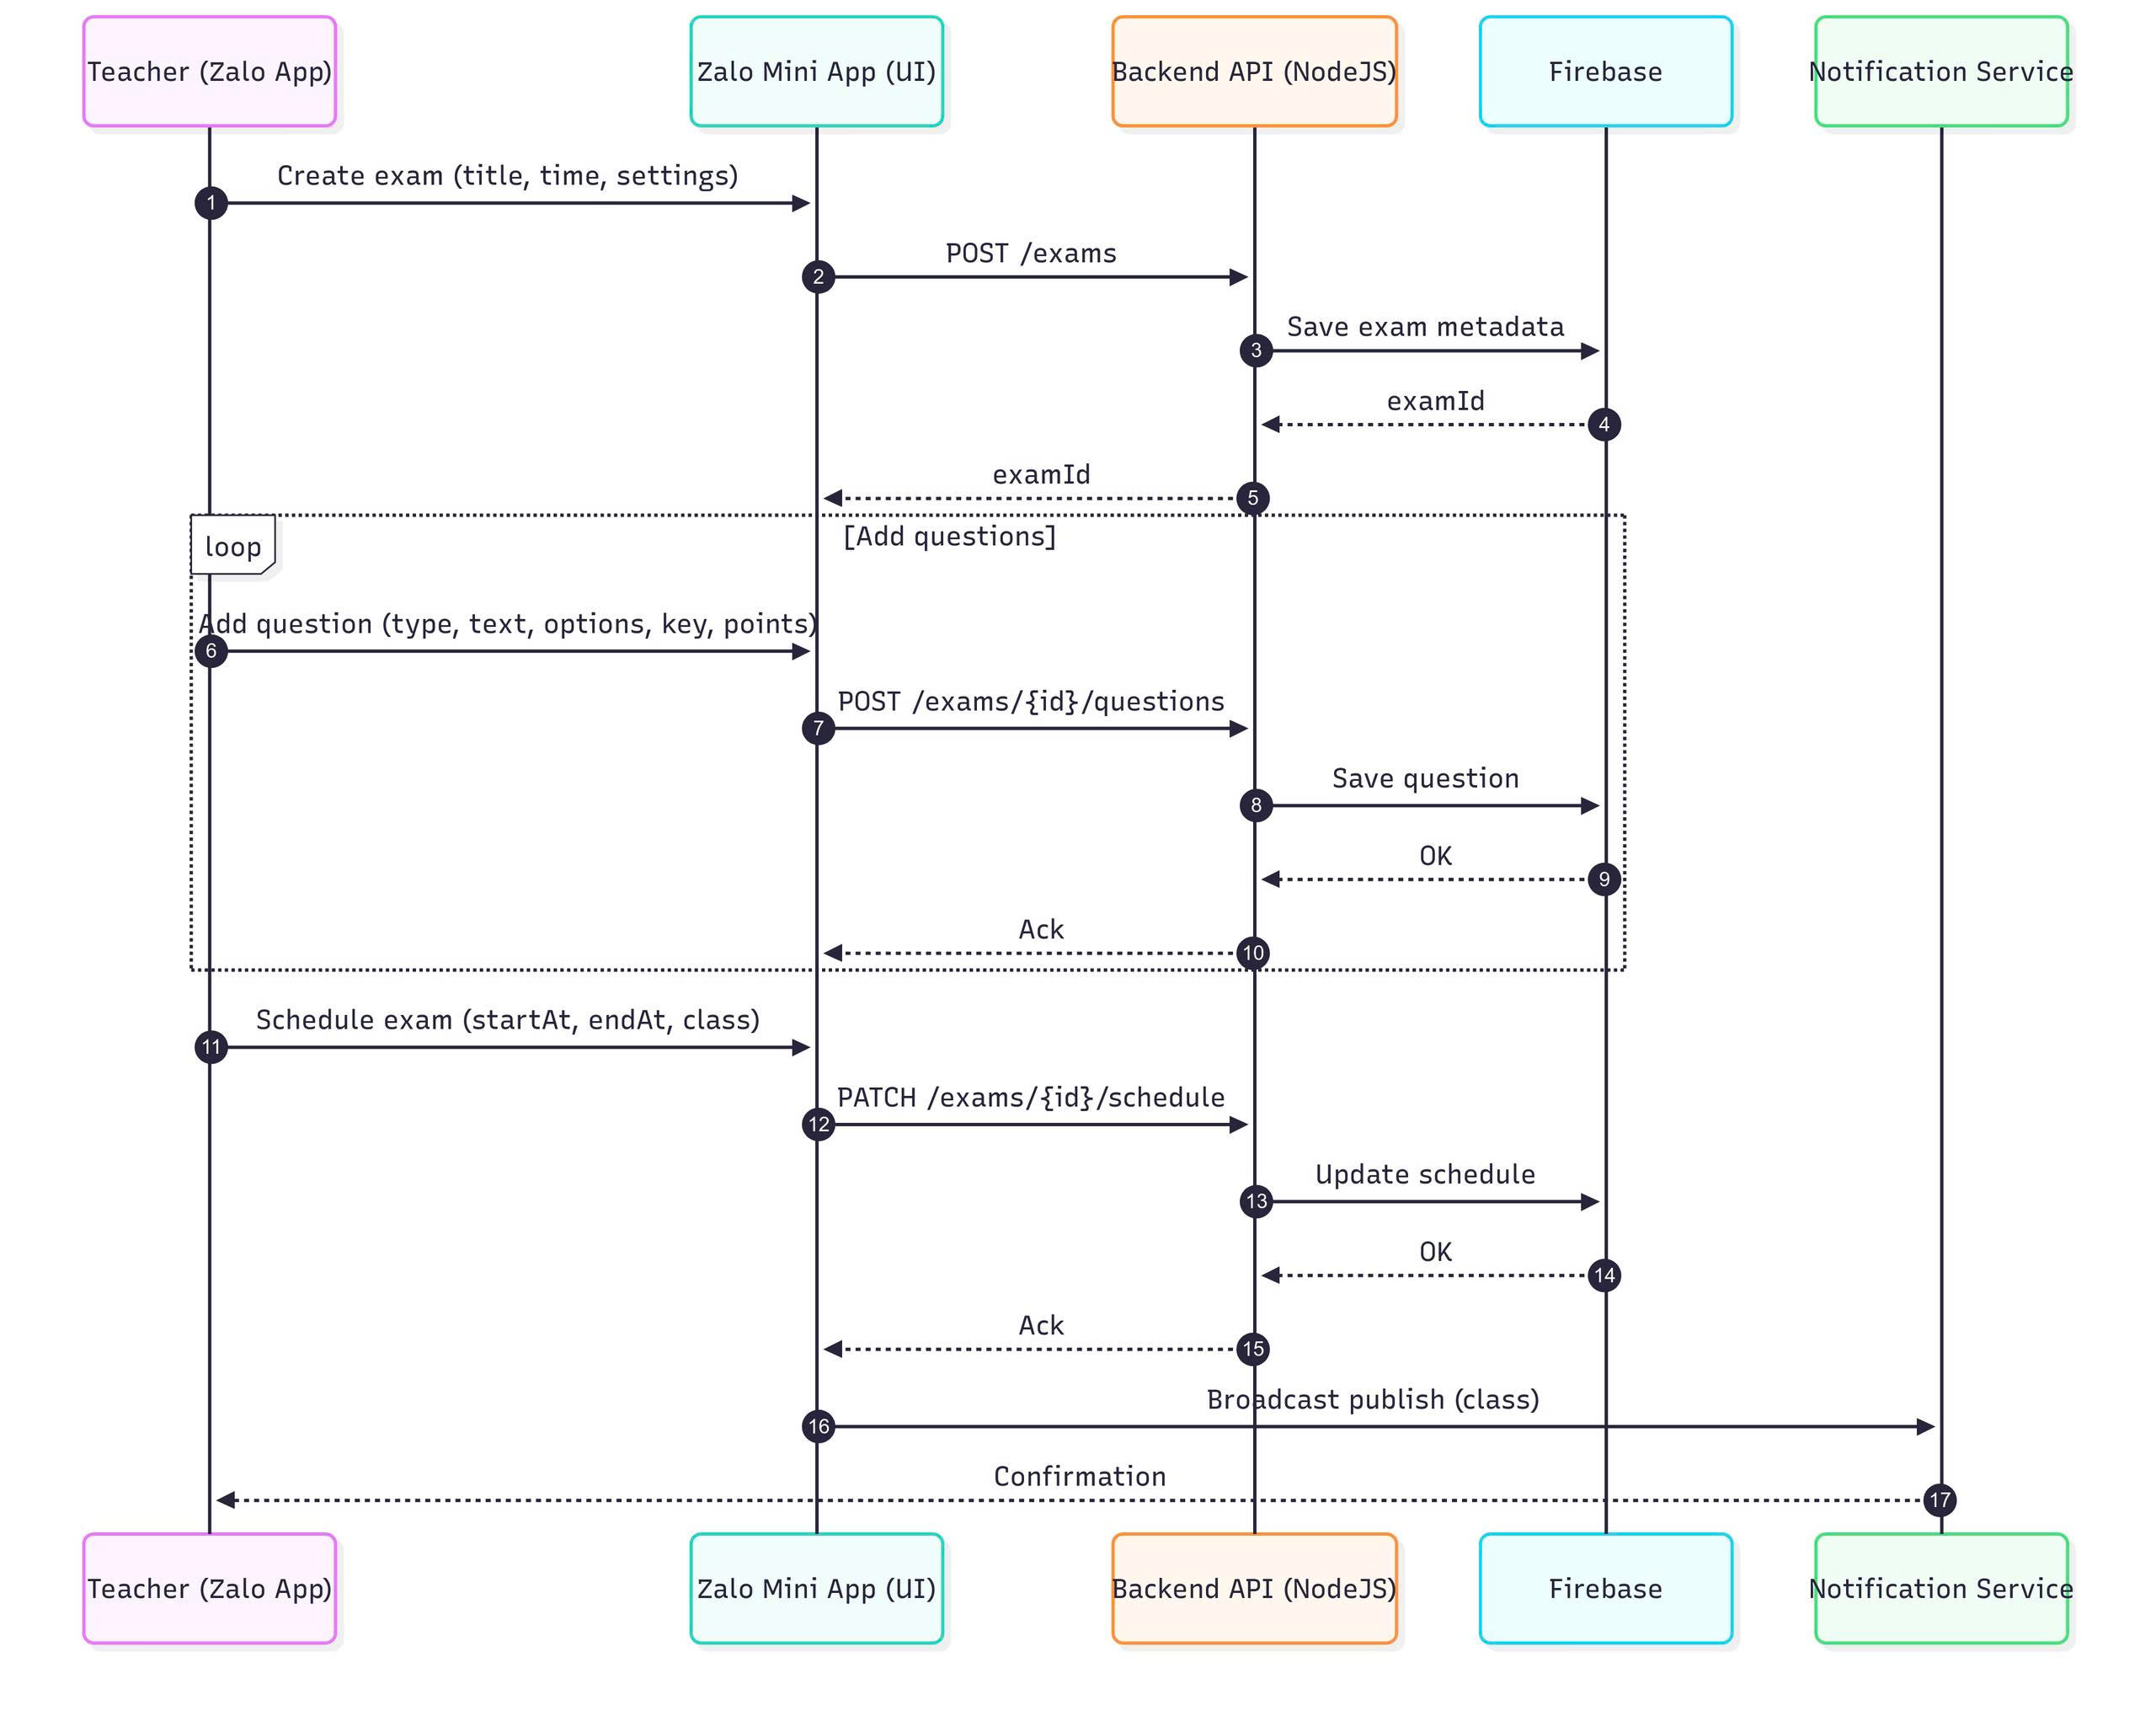 Teacher (Zalo App)
Zalo Mini App (UI)
Backend API (NodeJS)
Firebase
Notification Service
Create exam (title, time, settings)
1
POST /exams
2
Save exam metadata
3
examId
4
examId
5
loop
[Add questions]
Add question (type, text, options, key, points)
6
POST /exams/{id}/questions
7
Save question
8
OK
9
Ack
10
Schedule exam (startAt, endAt, class)
11
PATCH /exams/{id}/schedule
12
Update schedule
13
OK
14
Ack
15
Broadcast publish (class)
16
Confirmation
17
Teacher (Zalo App)
Zalo Mini App (UI)
Backend API (NodeJS)
Firebase
Notification Service